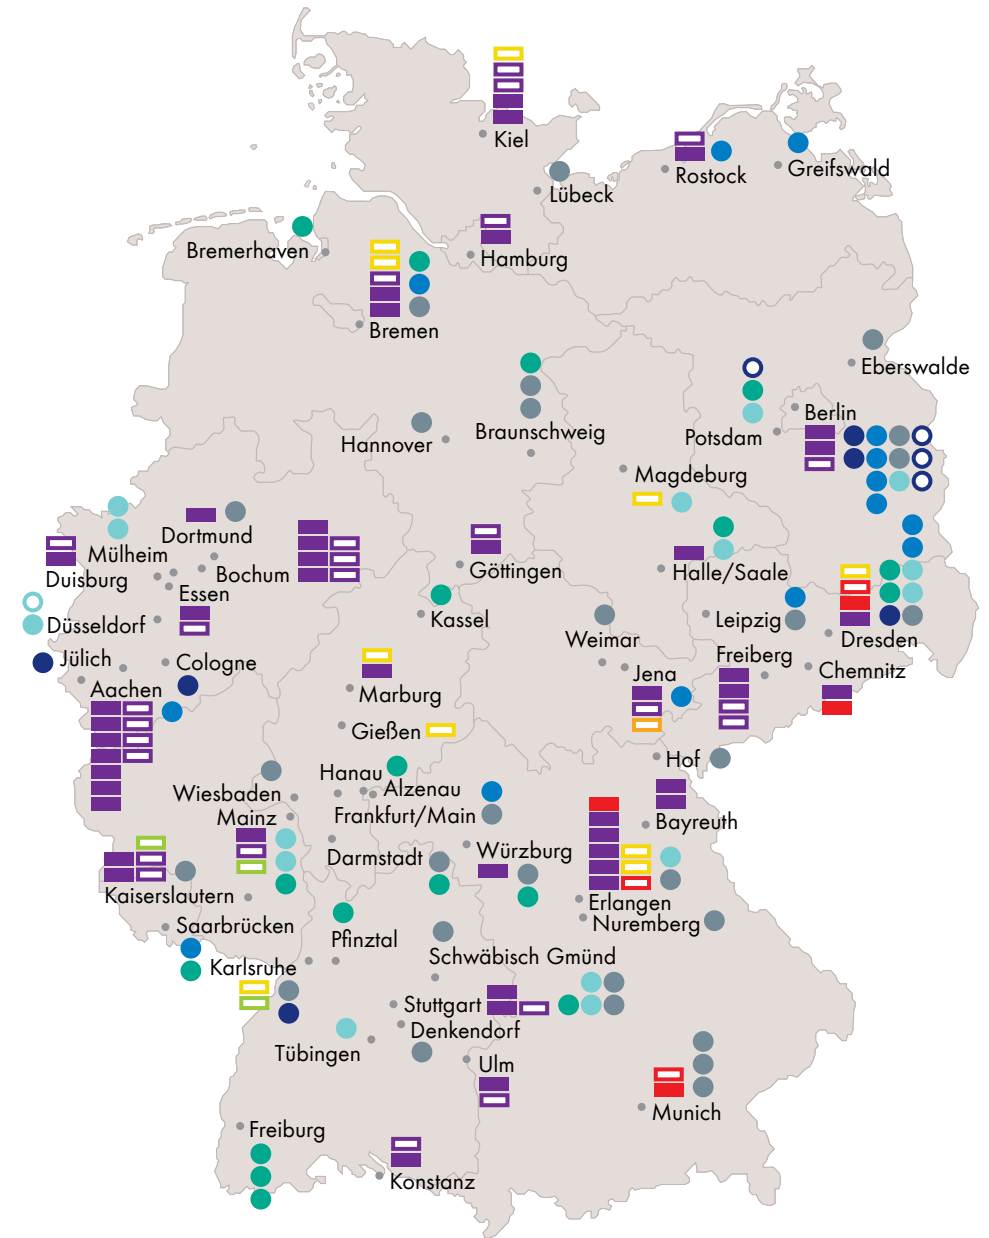 Kiel
Lübeck
Rostock
Greifswald
Bremerhaven
Hamburg
Bremen
Eberswalde
Hannover
Braunschweig
Potsdam
Berlin
Magdeburg
Dortmund
Mülheim
Duisburg
Bochum
Göttingen
Halle/Saale
Essen
Düsseldorf
Kassel
Weimar
Leipzig
Dresden
Jülich
Cologne
Freiberg
Chemnitz
Aachen
Marburg
Jena
Gießen
Hof
Hanau
Alzenau
Wiesbaden
Mainz
Frankfurt/Main
Bayreuth
Darmstadt
Würzburg
Kaiserslautern
Erlangen
Nuremberg
Saarbrücken
Pfinztal
Schwäbisch Gmünd
Karlsruhe
Stuttgart
Denkendorf
Tübingen
Ulm
Munich
Freiburg
Konstanz